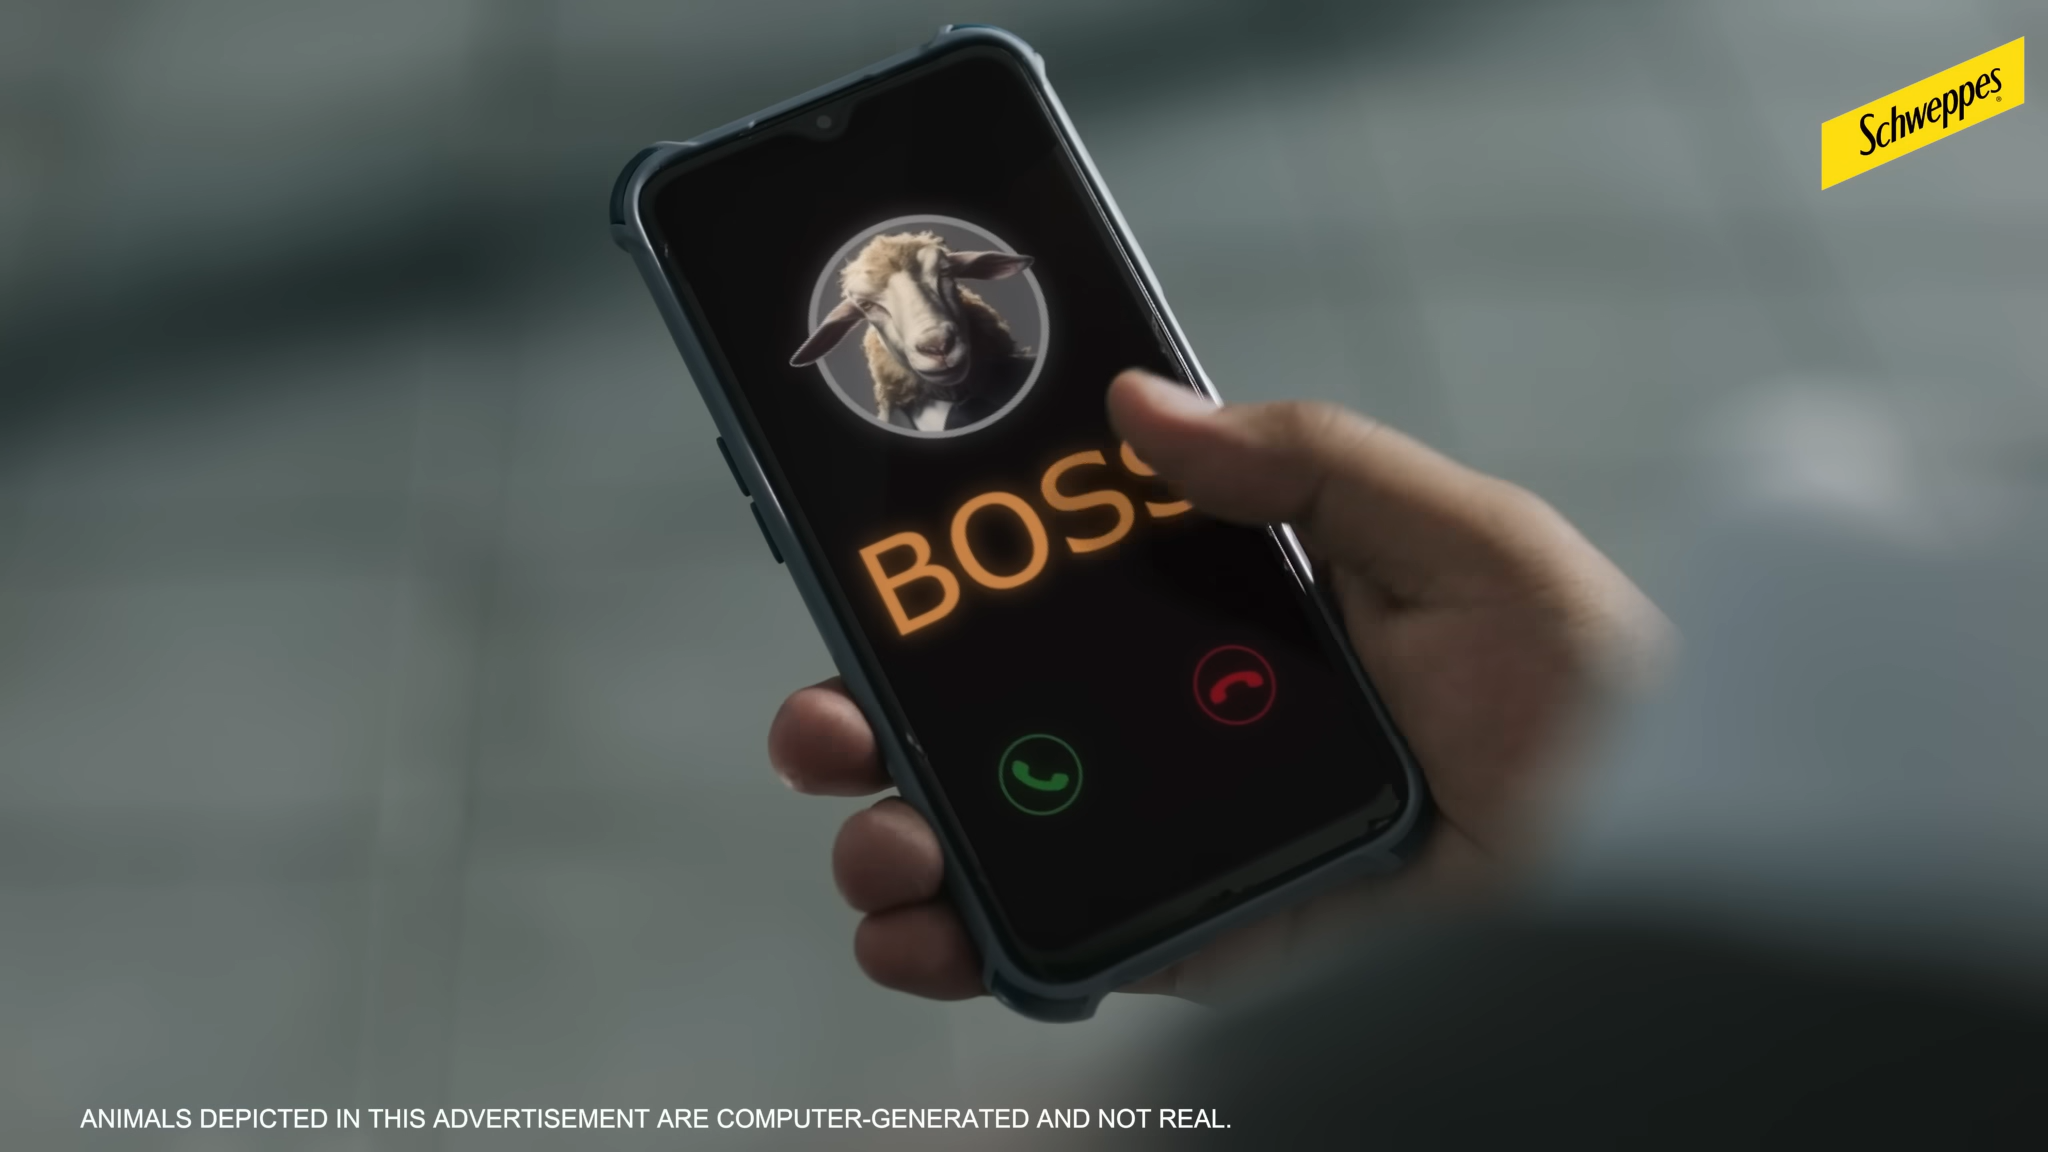 Schweppes
BOSS
ANIMALS DEPICTED IN THIS ADVERTISEMENT ARE COMPUTER-GENERATED AND NOT REAL.